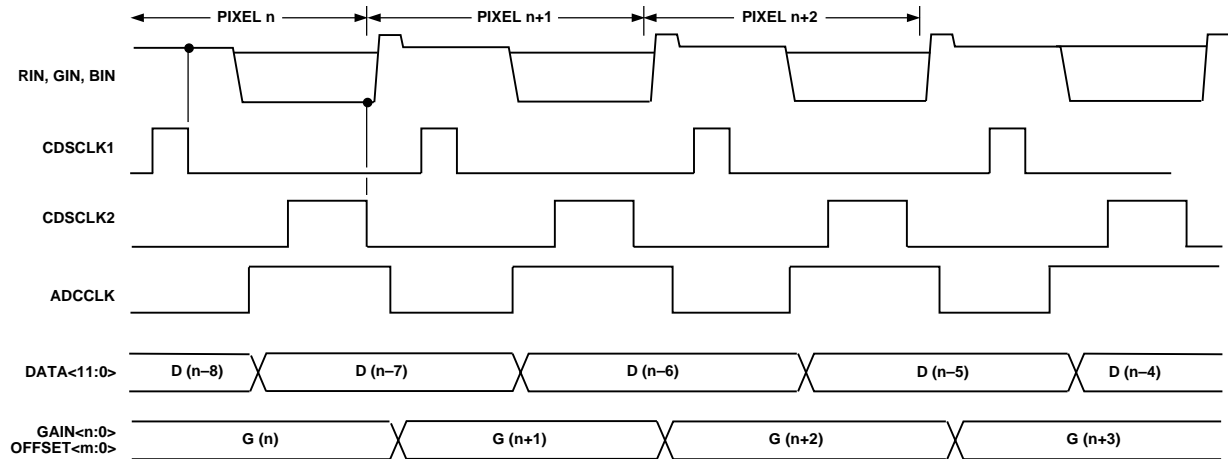 PIXEL n PIXEL n+1 PIXEL n+2
RIN, GIN, BIN
CDSCLK1
CDSCLK2
ADCCLK
DATA<11:0> D (n–8) D (n–7) D (n–6) D (n–5) D (n–4)
GAIN<n:0>
OFFSET<m:0> G (n) G (n+1) G (n+2) G (n+3)